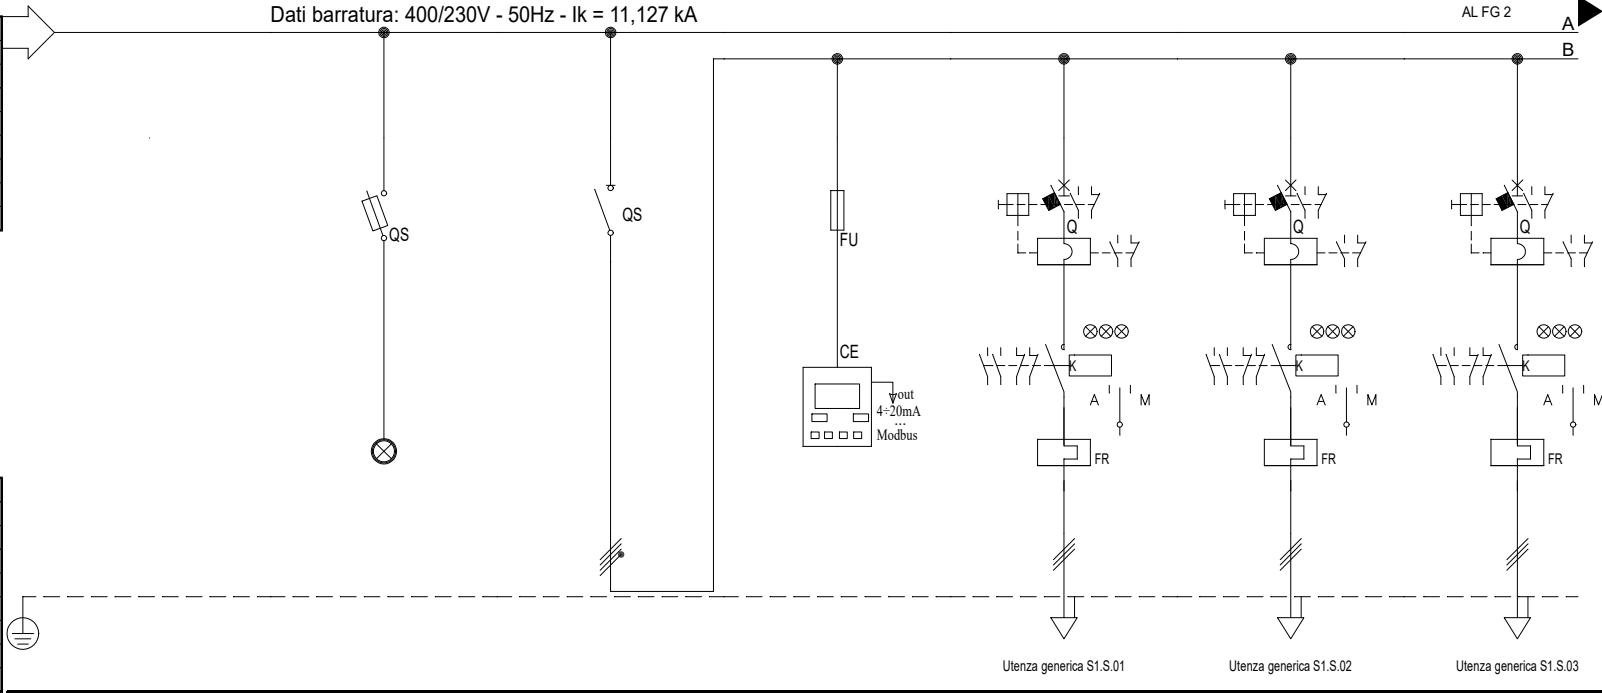 Dati barratura: 400/230V - 50Hz - Ik = 11,127 kA
AL FG 2
A
B
QS
QS
FU
CE
out
4÷20mA
...
Modbus
Q
K
A M
FR
Q
K
A M
FR
Q
K
A M
FR
Utenza generica S1.S.01
Utenza generica S1.S.02
Utenza generica S1.S.03